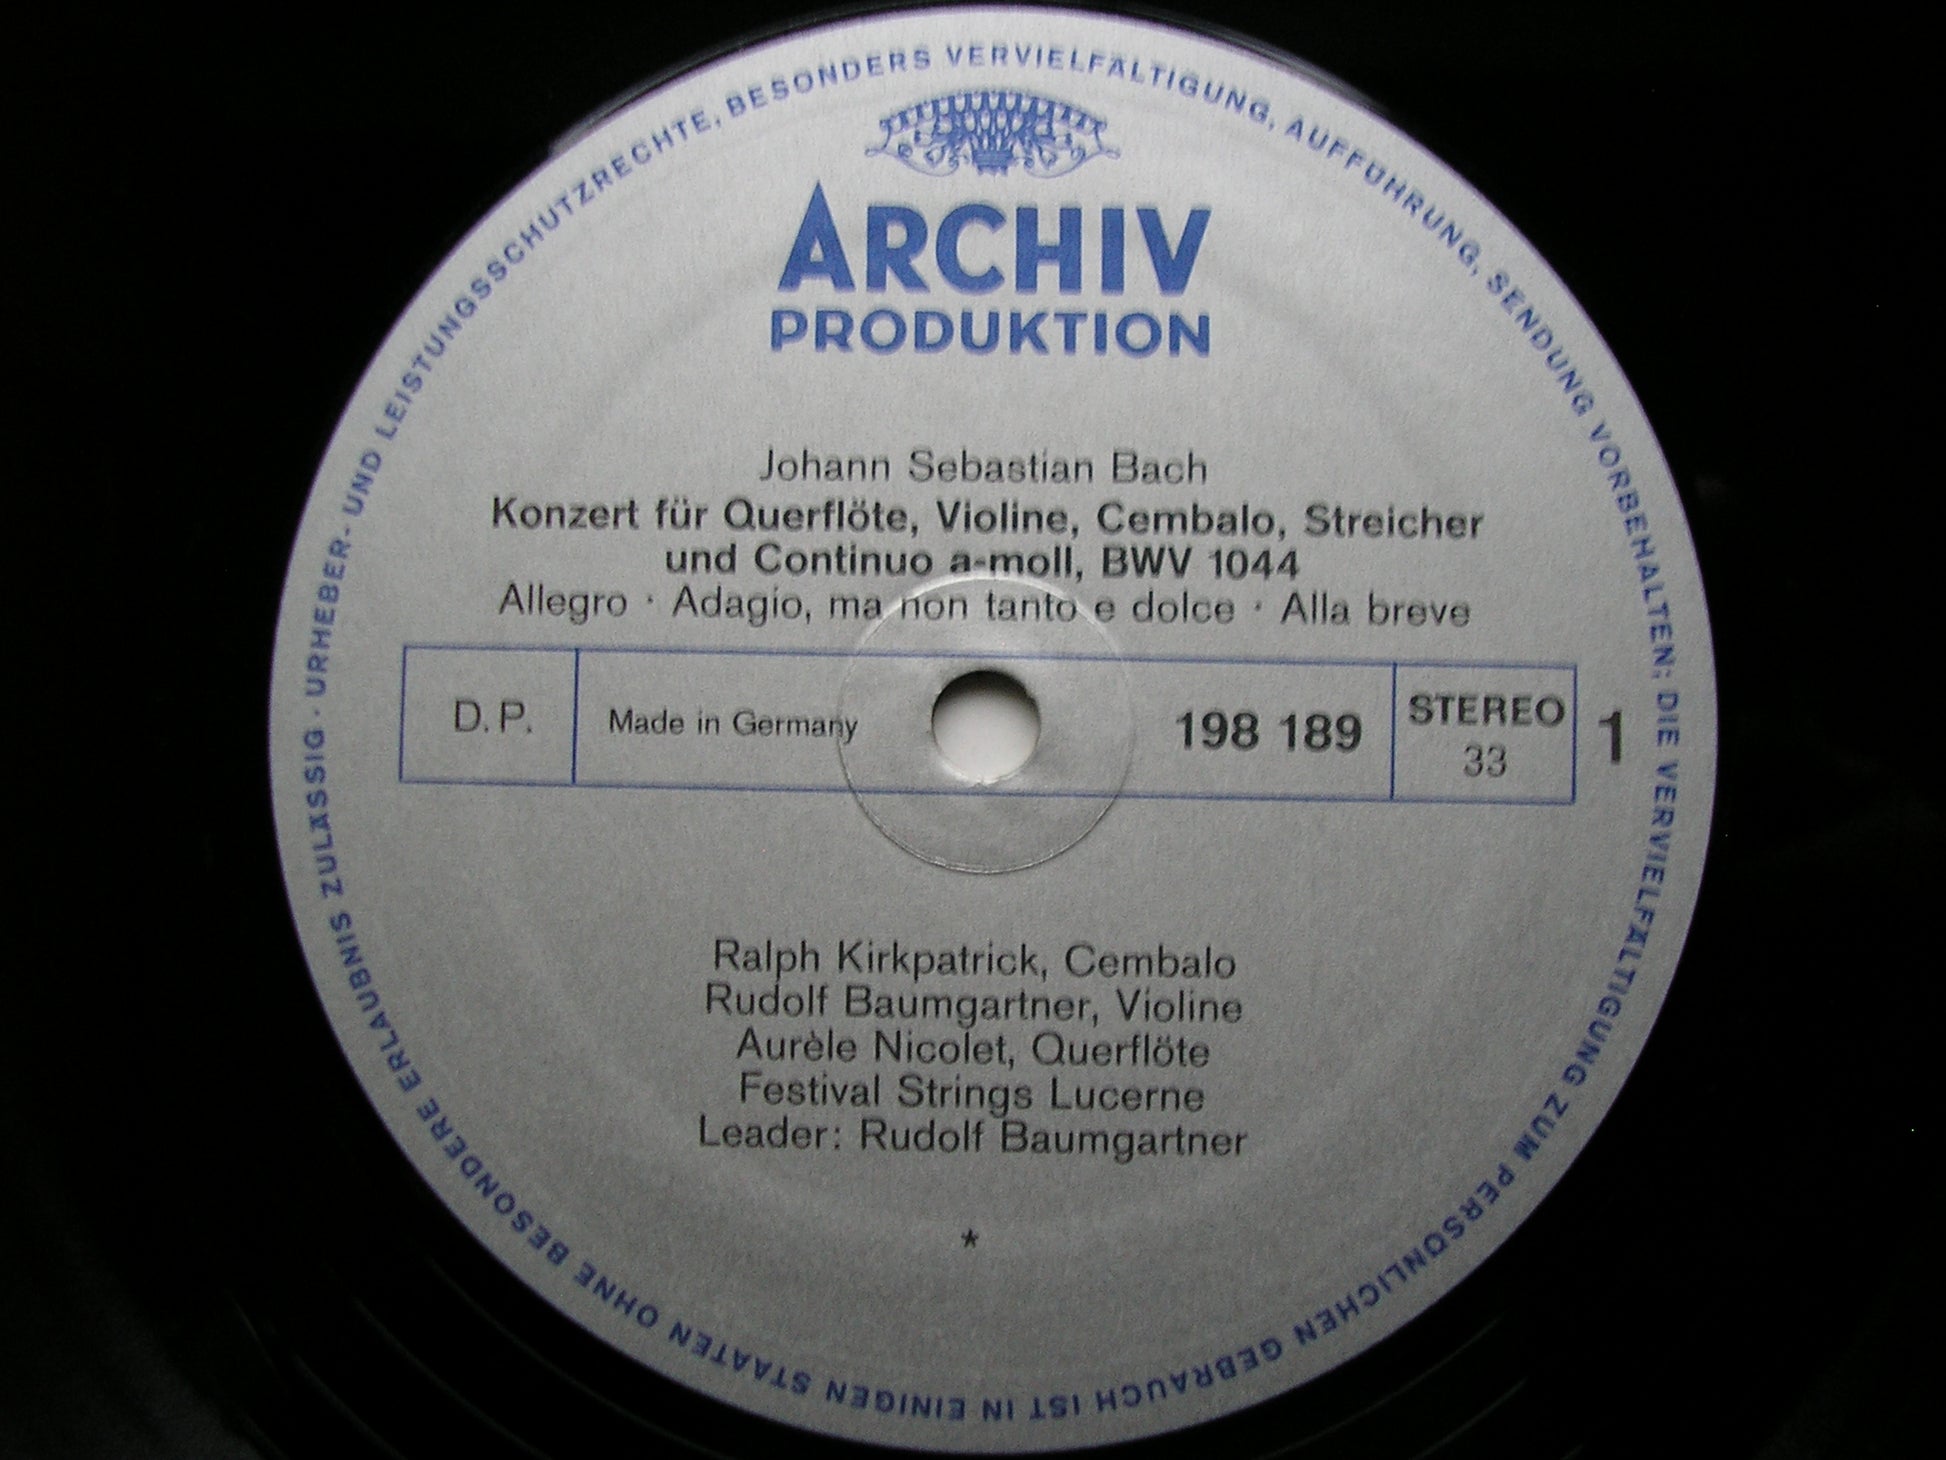 URHEBER- UND LEISTUNGSSCHUTZRECHTE, BESONDERS VERVIELFÄLTIGUNG, AUFFÜHRUNG, SENDUNG VORBEHALTEN; DIE VERVIELFÄLTIGUNG ZUM PERSÖNLICHEN GEBRAUCH IST IN EINIGEN STAATEN OHNE BESONDERE ERLAUBNIS ZULÄSSIG ·
ARCHIV
PRODUKTION
Johann Sebastian Bach
Konzert für Querflöte, Violine, Cembalo, Streicher
und Continuo a-moll, BWV 1044
Allegro · Adagio, ma non tanto e dolce · Alla breve
D. P. Made in Germany 198 189 STEREO 1
33
Ralph Kirkpatrick, Cembalo
Rudolf Baumgartner, Violine
Aurèle Nicolet, Querflöte
Festival Strings Lucerne
Leader: Rudolf Baumgartner
*